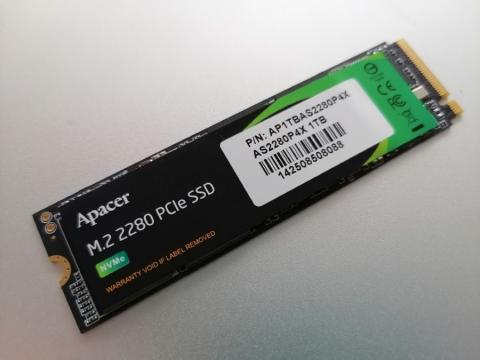 Apacer
M.2 2280 PCIe SSD
NVMe
WARRANTY VOID IF LABEL REMOVED
P/N: AP1TBAS2280P4X
AS2280P4X 1TB
142508508088